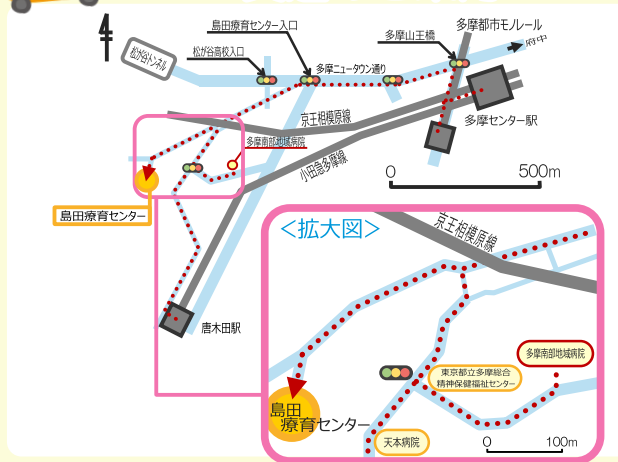 島田療育センター入口
多摩都市モノレール
松が谷トンネル
松が谷高校入口
多摩ニュータウン通り
多摩山王橋
府中
京王相模原線
多摩センター駅
多摩南部地域病院
小田急多摩線
0 500m
島田療育センター
唐木田駅
<拡大図>
京王相模原線
多摩南部地域病院
東京都立多摩総合
精神保健福祉センター
島田
療育センター
天本病院
0 100m